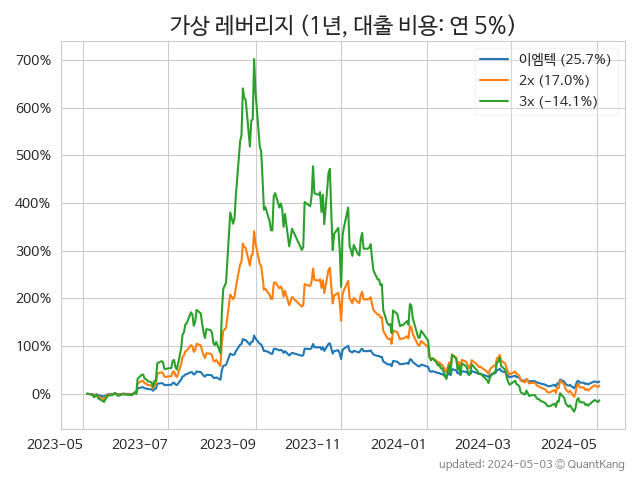 가상 레버리지 (1년, 대출 비용: 연 5%)
이엠텍 (25.7%)
2x (17.0%)
3x (−14.1%)
700%
600%
500%
400%
300%
200%
100%
0%
2023-05 2023-07 2023-09 2023-11 2024-01 2024-03 2024-05
updated: 2024-05-03 © QuantKang